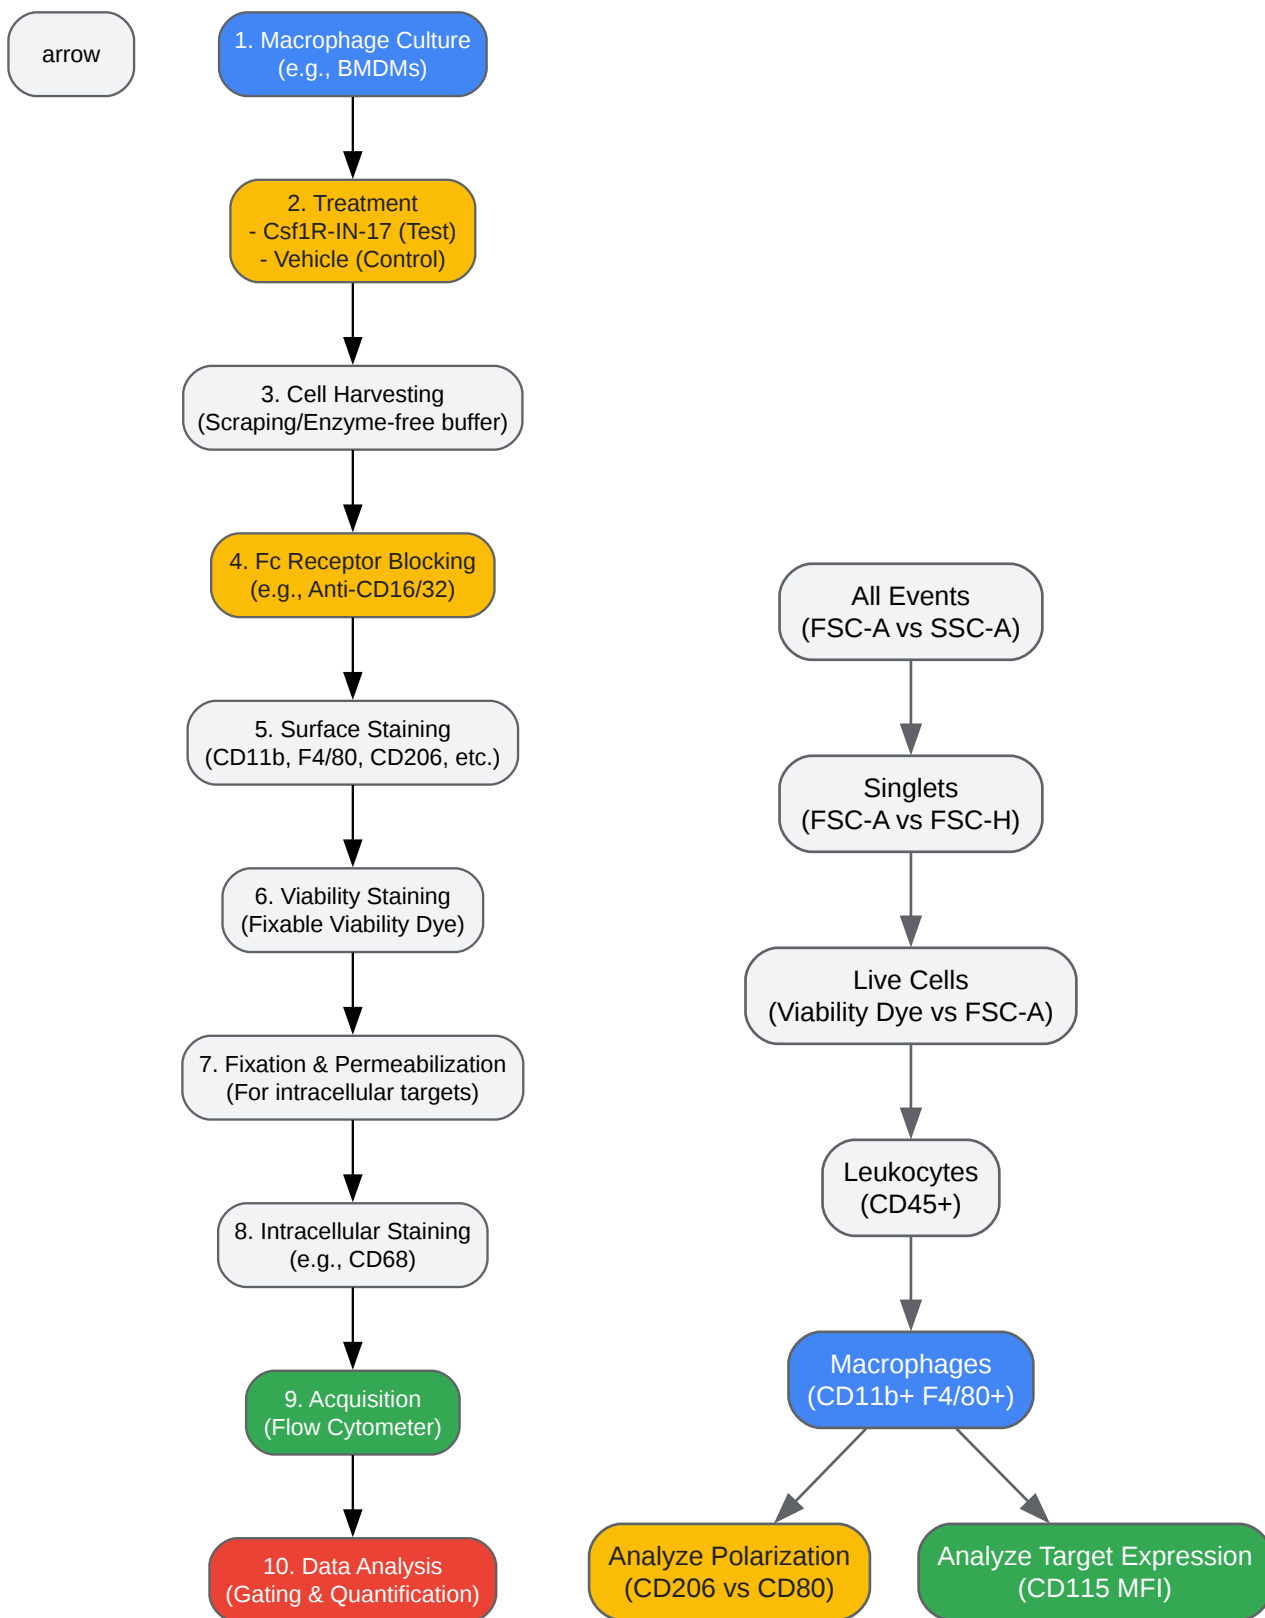 arrow
1. Macrophage Culture
(e.g., BMDMs)
2. Treatment
- Csf1R-IN-17 (Test)
- Vehicle (Control)
3. Cell Harvesting
(Scraping/Enzyme-free buffer)
4. Fc Receptor Blocking
(e.g., Anti-CD16/32)
5. Surface Staining
(CD11b, F4/80, CD206, etc.)
6. Viability Staining
(Fixable Viability Dye)
7. Fixation & Permeabilization
(For intracellular targets)
8. Intracellular Staining
(e.g., CD68)
9. Acquisition
(Flow Cytometer)
10. Data Analysis
(Gating & Quantification)
All Events
(FSC-A vs SSC-A)
Singlets
(FSC-A vs FSC-H)
Live Cells
(Viability Dye vs FSC-A)
Leukocytes
(CD45+)
Macrophages
(CD11b+ F4/80+)
Analyze Polarization
(CD206 vs CD80)
Analyze Target Expression
(CD115 MFI)